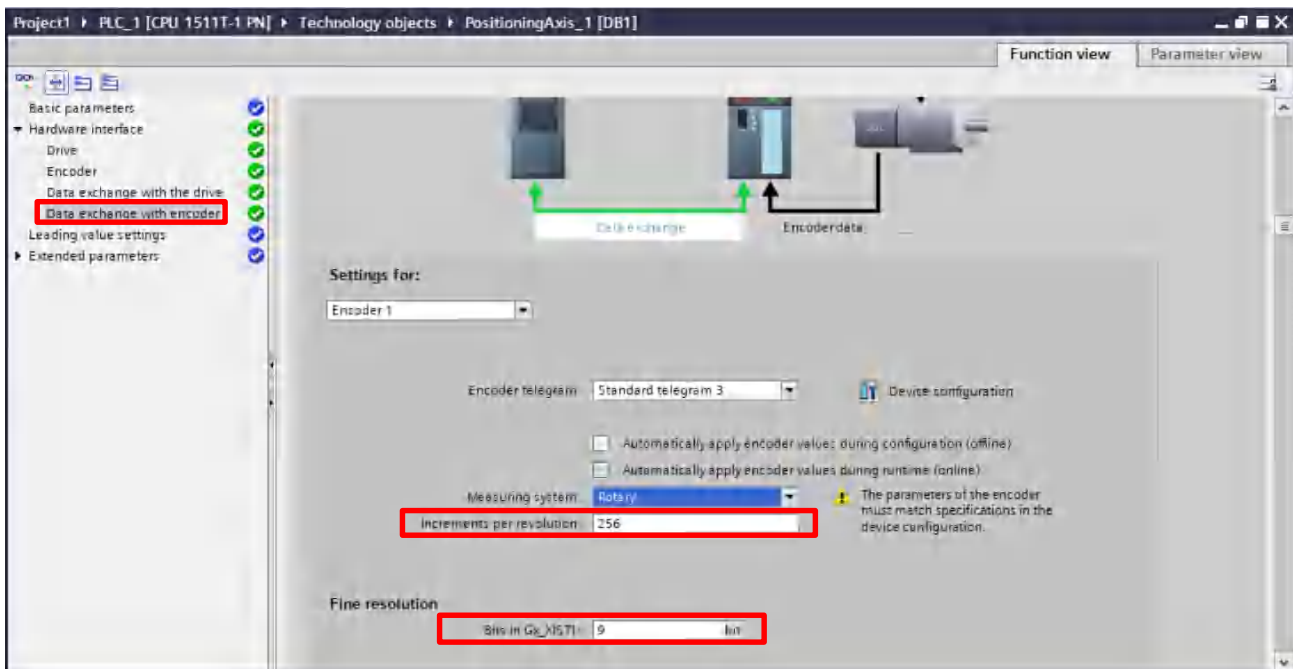 Project1 ▸ PLC_1 [CPU 1511T-1 PN] ▸ Technology objects ▸ PositioningAxis_1 [DB1]
Function view
Parameter view
Basic parameters
Hardware interface
Drive
Encoder
Data exchange with the drive
Data exchange with encoder
Leading value settings
Extended parameters
Data exchange
Encoder data
Settings for:
Encoder 1
Encoder telegram Standard telegram 3
Device configuration
Automatically apply encoder values during configuration (offline)
Automatically apply encoder values during runtime (online)
Measuring system Rotary
The parameters of the encoder
must match specifications in the
device configuration.
Increments per revolution 256
Fine resolution
Bits in Gx_XIST1: 9 bit